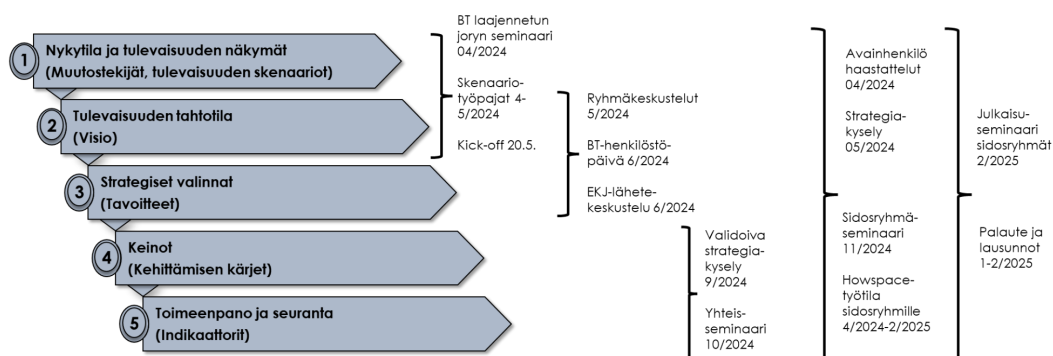 1
Nykytila ja tulevaisuuden näkymät
(Muutostekijät, tulevaisuuden skenaariot)
2
Tulevaisuuden tahtotila
(Visio)
3
Strategiset valinnat
(Tavoitteet)
4
Keinot
(Kehittämisen kärjet)
5
Toimeenpano ja seuranta
(Indikaattorit)
BT laajennetun
joryn seminaari
04/2024
Skenaario-
työpajat 4-
5/2024
Kick-off 20.5.
Ryhmäkeskustelut
5/2024
BT-henkilöstö-
päivä 6/2024
EKJ-lähete-
keskustelu 6/2024
Validoiva
strategia-
kysely
9/2024
Yhteis-
seminaari
10/2024
Avainhenkilö
haastattelut
04/2024
Strategia-
kysely
05/2024
Sidosryhmä-
seminaari
11/2024
Howspace-
työtila
sidosryhmille
4/2024-2/2025
Julkaisu-
seminaari
sidosryhmät
2/2025
Palaute ja
lausunnot
1-2/2025